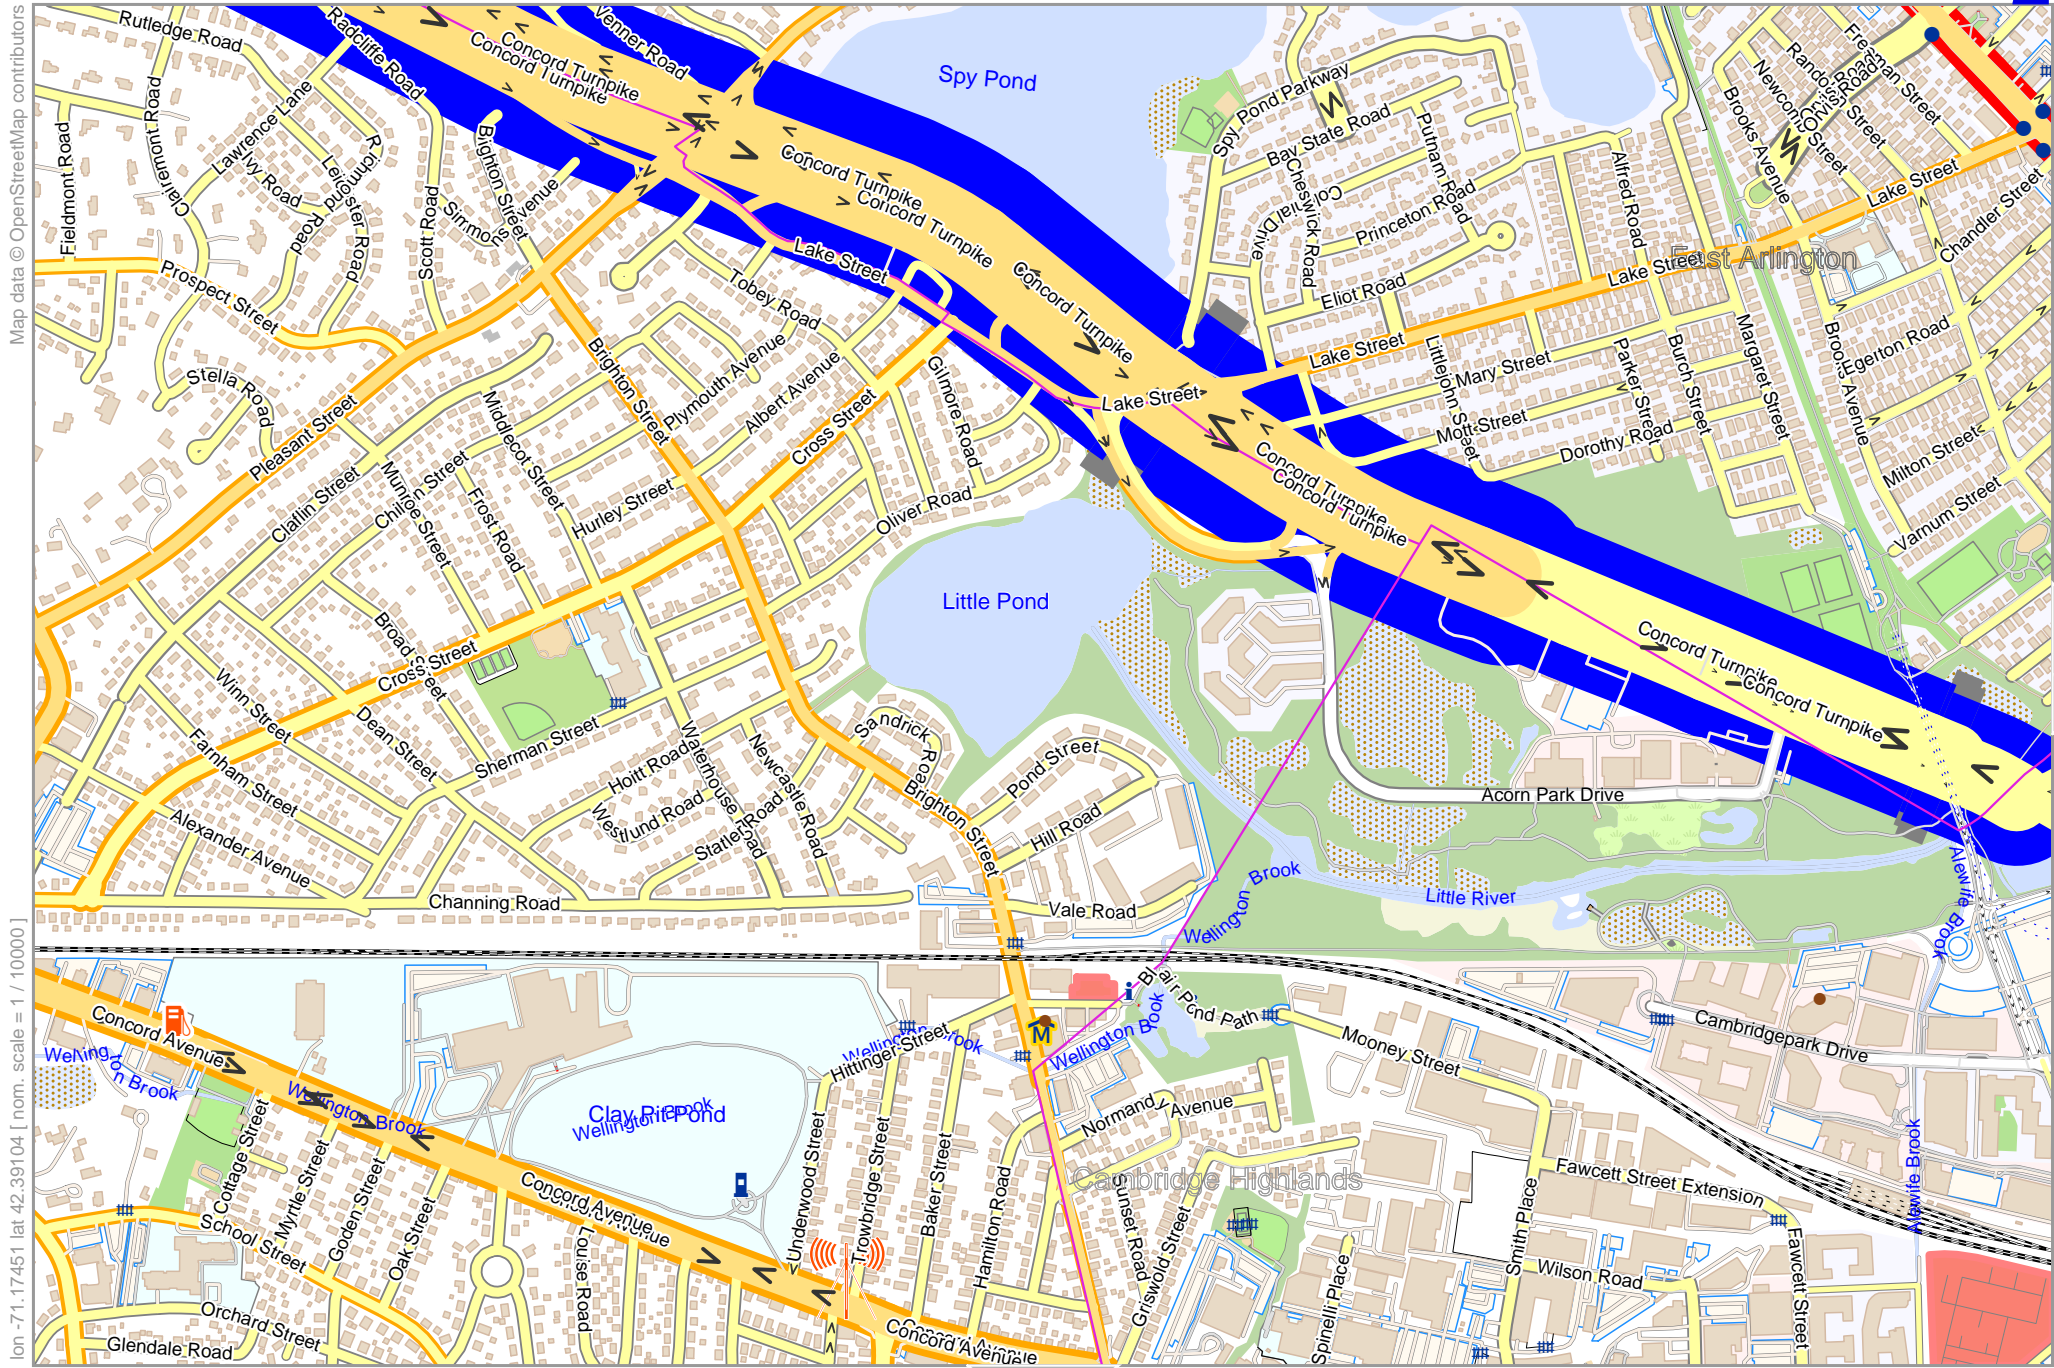 Map data © OpenStreetMap contributors
lon -71.17451 lat 42.39104 [ nom. scale = 1 / 10000 ]
Rutledge Road
Radcliffe Road
Concord Turnpike
Concord Turnpike
venner Road
Spy Pond
Spy Pond Parkway
Bay State Road
Putnam Road
Colonial Drive
Cheswick Road
Princeton Road
Eliot Road
Alfred Road
Freeman Street
Newcomb Street
Orvis Road
Orvis Road
Brooks Avenue
Lake Street
Chandler Street
East Arlington
Lake Street
Lake Street
Fieldmont Road
Clairemont Road
Lawrence Lane
Ivy Road
Leicester Road
Richmond Road
Scott Road
Brighton Street
Simmons Avenue
Prospect Street
Stella Road
Pleasant Street
Concord Turnpike
Concord Turnpike
Lake Street
Concord Turnpike
Tobey Road
Brighton Street
Plymouth Avenue
Albert Avenue
Cross Street
Gilmore Road
Lake Street
Littlejohn Street
Mary Street
Mott Street
Dorothy Road
Parker Street
Burch Street
Margaret Street
Brooks Avenue
Egerton Road
Milton Street
Varnum Street
Claflin Street
Munroe Street
Chilton Street
Middlecot Street
Frost Road
Hurley Street
Oliver Road
Concord Turnpike
Concord Turnpike
Little Pond
Broad Street
Cross Street
Winn Street
Dean Street
Farnham Street
Sherman Street
Hoitt Road
Westlund Road
Statler Road
Waterhouse Road
Newcastle Road
Sandrick Road
Brighton Street
Pond Street
Hill Road
Vale Road
Alexander Avenue
Channing Road
Concord Turnpike
Concord Turnpike
Acorn Park Drive
Little River
Wellington Brook
Alewife Brook
Concord Avenue
Wellington Brook
Wellington Brook
Clay Pit Pond
Wellington Brook
Wellington Brook
Hittinger Street
Wellington Brook
Blair Pond Path
M
Mooney Street
Cambridgepark Drive
Alewife Brook
Normandy Avenue
Cambridge Highlands
Fawcett Street Extension
Fawcett Street
Smith Place
Wilson Road
Spinelli Place
Griswold Street
Sunset Road
Hamilton Road
Baker Street
Trowbridge Street
Underwood Street
Concord Avenue
Louise Road
Oak Street
Goden Street
Myrtle Street
Cottage Street
School Street
Orchard Street
Glendale Road
Concord Avenue
Concord Avenue